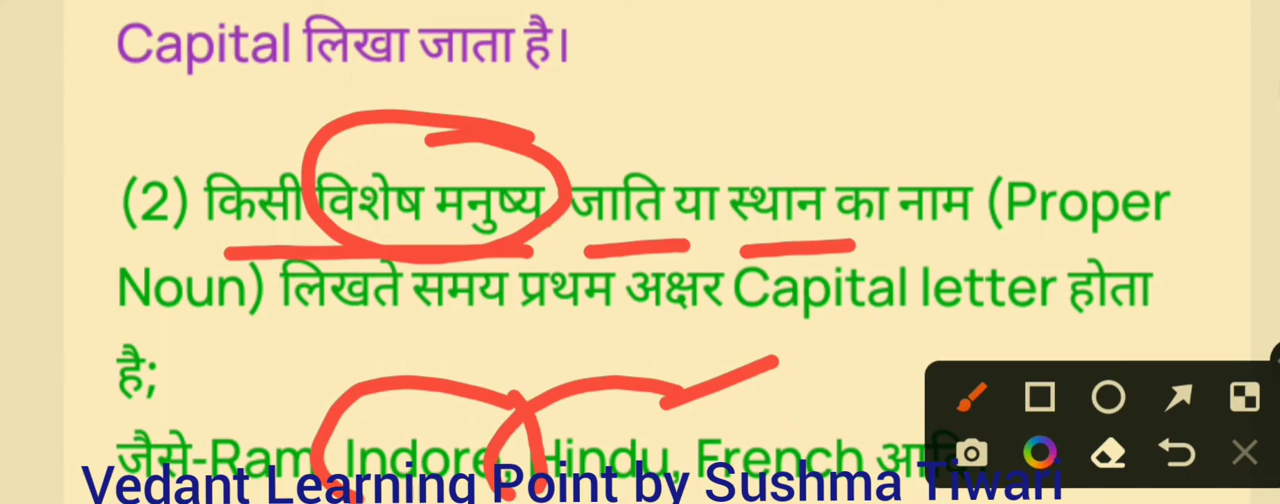 Capital लिखा जाता है।
(2) किसी विशेष मनुष्य, जाति या स्थान का नाम (Proper
Noun) लिखते समय प्रथम अक्षर Capital letter होता
है;
जैसे-Ram, Indore, Hindu, French आदि
Vedant Learning Point by Sushma Tiwari